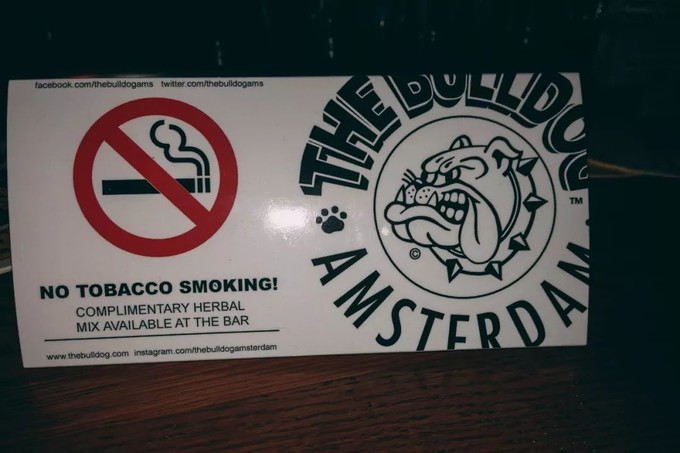 facebook.com/thebulldogams twitter.com/thebulldogams
NO TOBACCO SMOKING!
COMPLIMENTARY HERBAL
MIX AVAILABLE AT THE BAR
www.thebulldog.com instagram.com/thebulldogamsterdam
THE BULLDOG
TM
©
AMSTERDAM